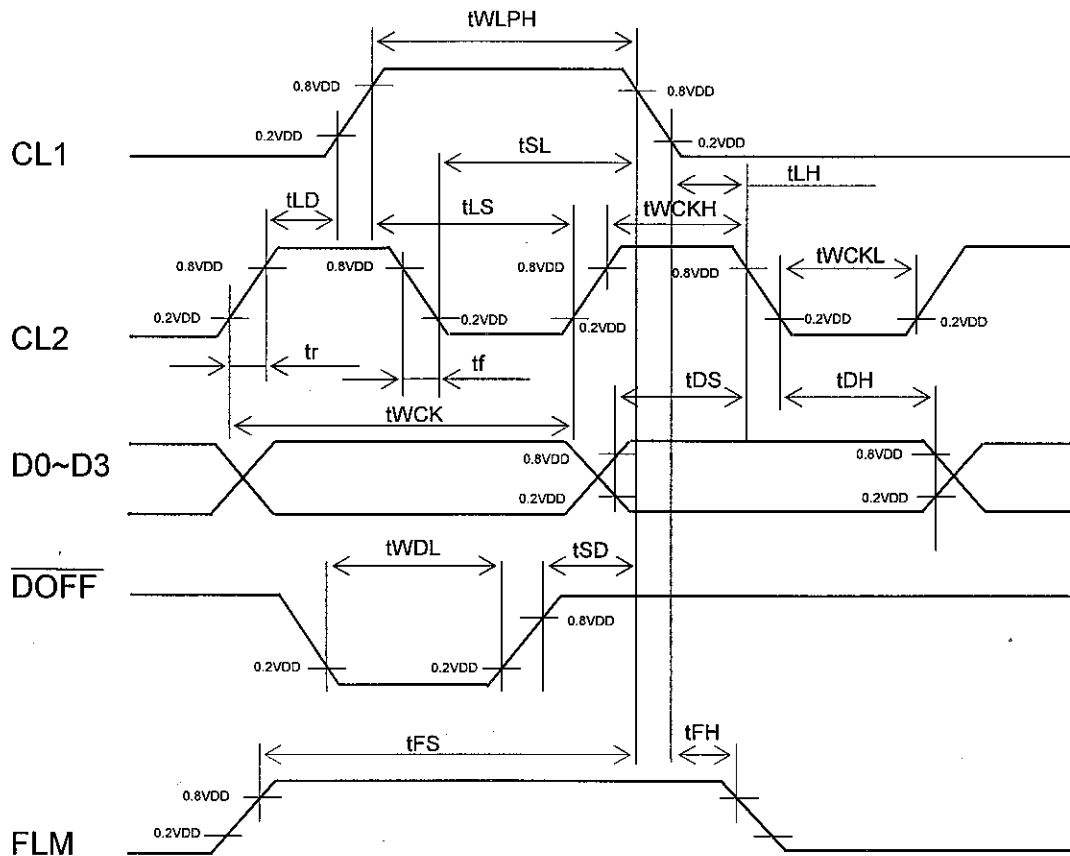 tWLPH
0.8VDD 0.8VDD
0.2VDD 0.2VDD
CL1
tSL
tLH
tLD tLS tWCKH
0.8VDD 0.8VDD 0.8VDD 0.8VDD tWCKL
0.2VDD 0.2VDD 0.2VDD 0.2VDD 0.2VDD
CL2
tr tf
tDS tDH
tWCK
D0~D3
0.8VDD 0.8VDD
0.2VDD 0.2VDD
tWDL tSD
DOFF
0.8VDD
0.2VDD 0.2VDD
tFS tFH
0.8VDD
0.2VDD
FLM